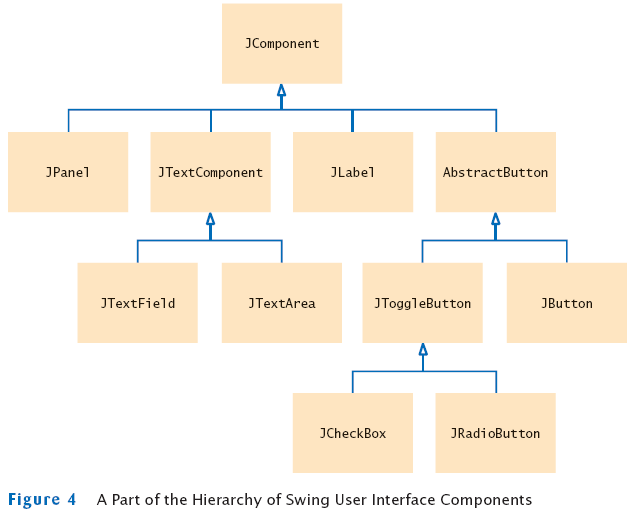 JComponent
JPanel
JTextComponent
JLabel
AbstractButton
JTextField
JTextArea
JToggleButton
JButton
JCheckBox
JRadioButton
Figure 4 A Part of the Hierarchy of Swing User Interface Components